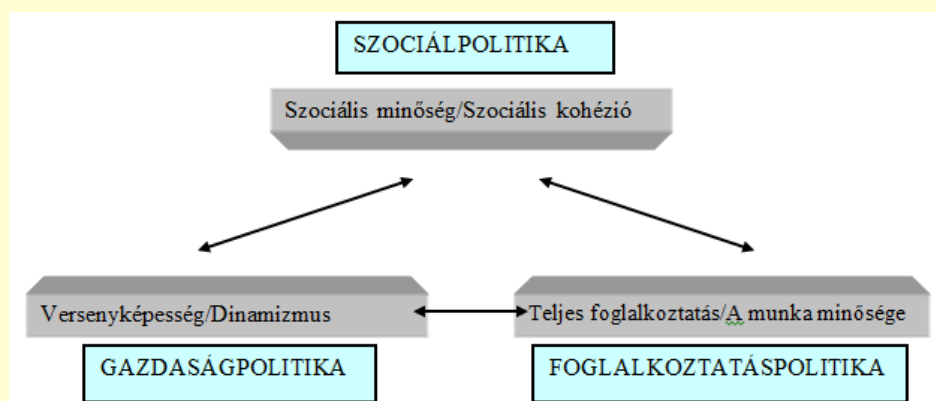 SZOCIÁLPOLITIKA
Szociális minőség/Szociális kohézió
Versenyképesség/Dinamizmus
Teljes foglalkoztatás/A munka minősége
GAZDASÁGPOLITIKA
FOGLALKOZTATÁSPOLITIKA